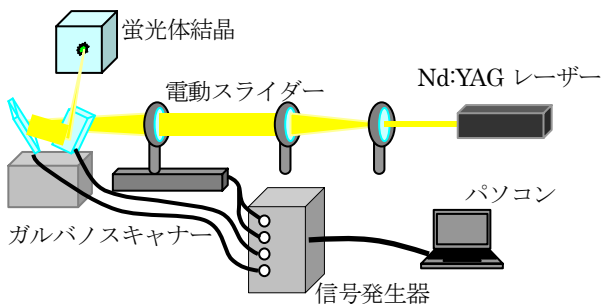 蛍光体結晶
電動スライダー
Nd:YAG レーザー
ガルバノスキャナー
パソコン
信号発生器